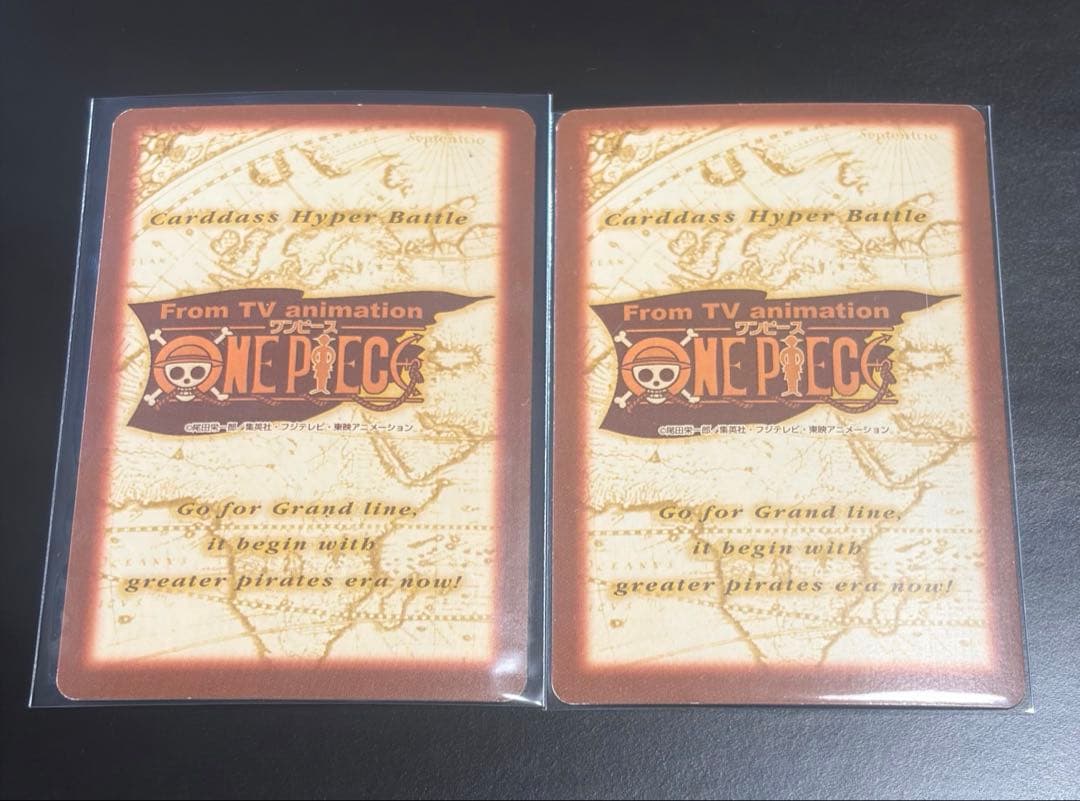 Septentrio
Carddass Hyper Battle
From TV animation
ワンピース
ONE PIECE
©尾田栄一郎／集英社・フジテレビ・東映アニメーション
Go for Grand line,
it begin with
greater pirates era now!
Septentrio
Carddass Hyper Battle
From TV animation
ワンピース
ONE PIECE
©尾田栄一郎／集英社・フジテレビ・東映アニメーション
Go for Grand line,
it begin with
greater pirates era now!